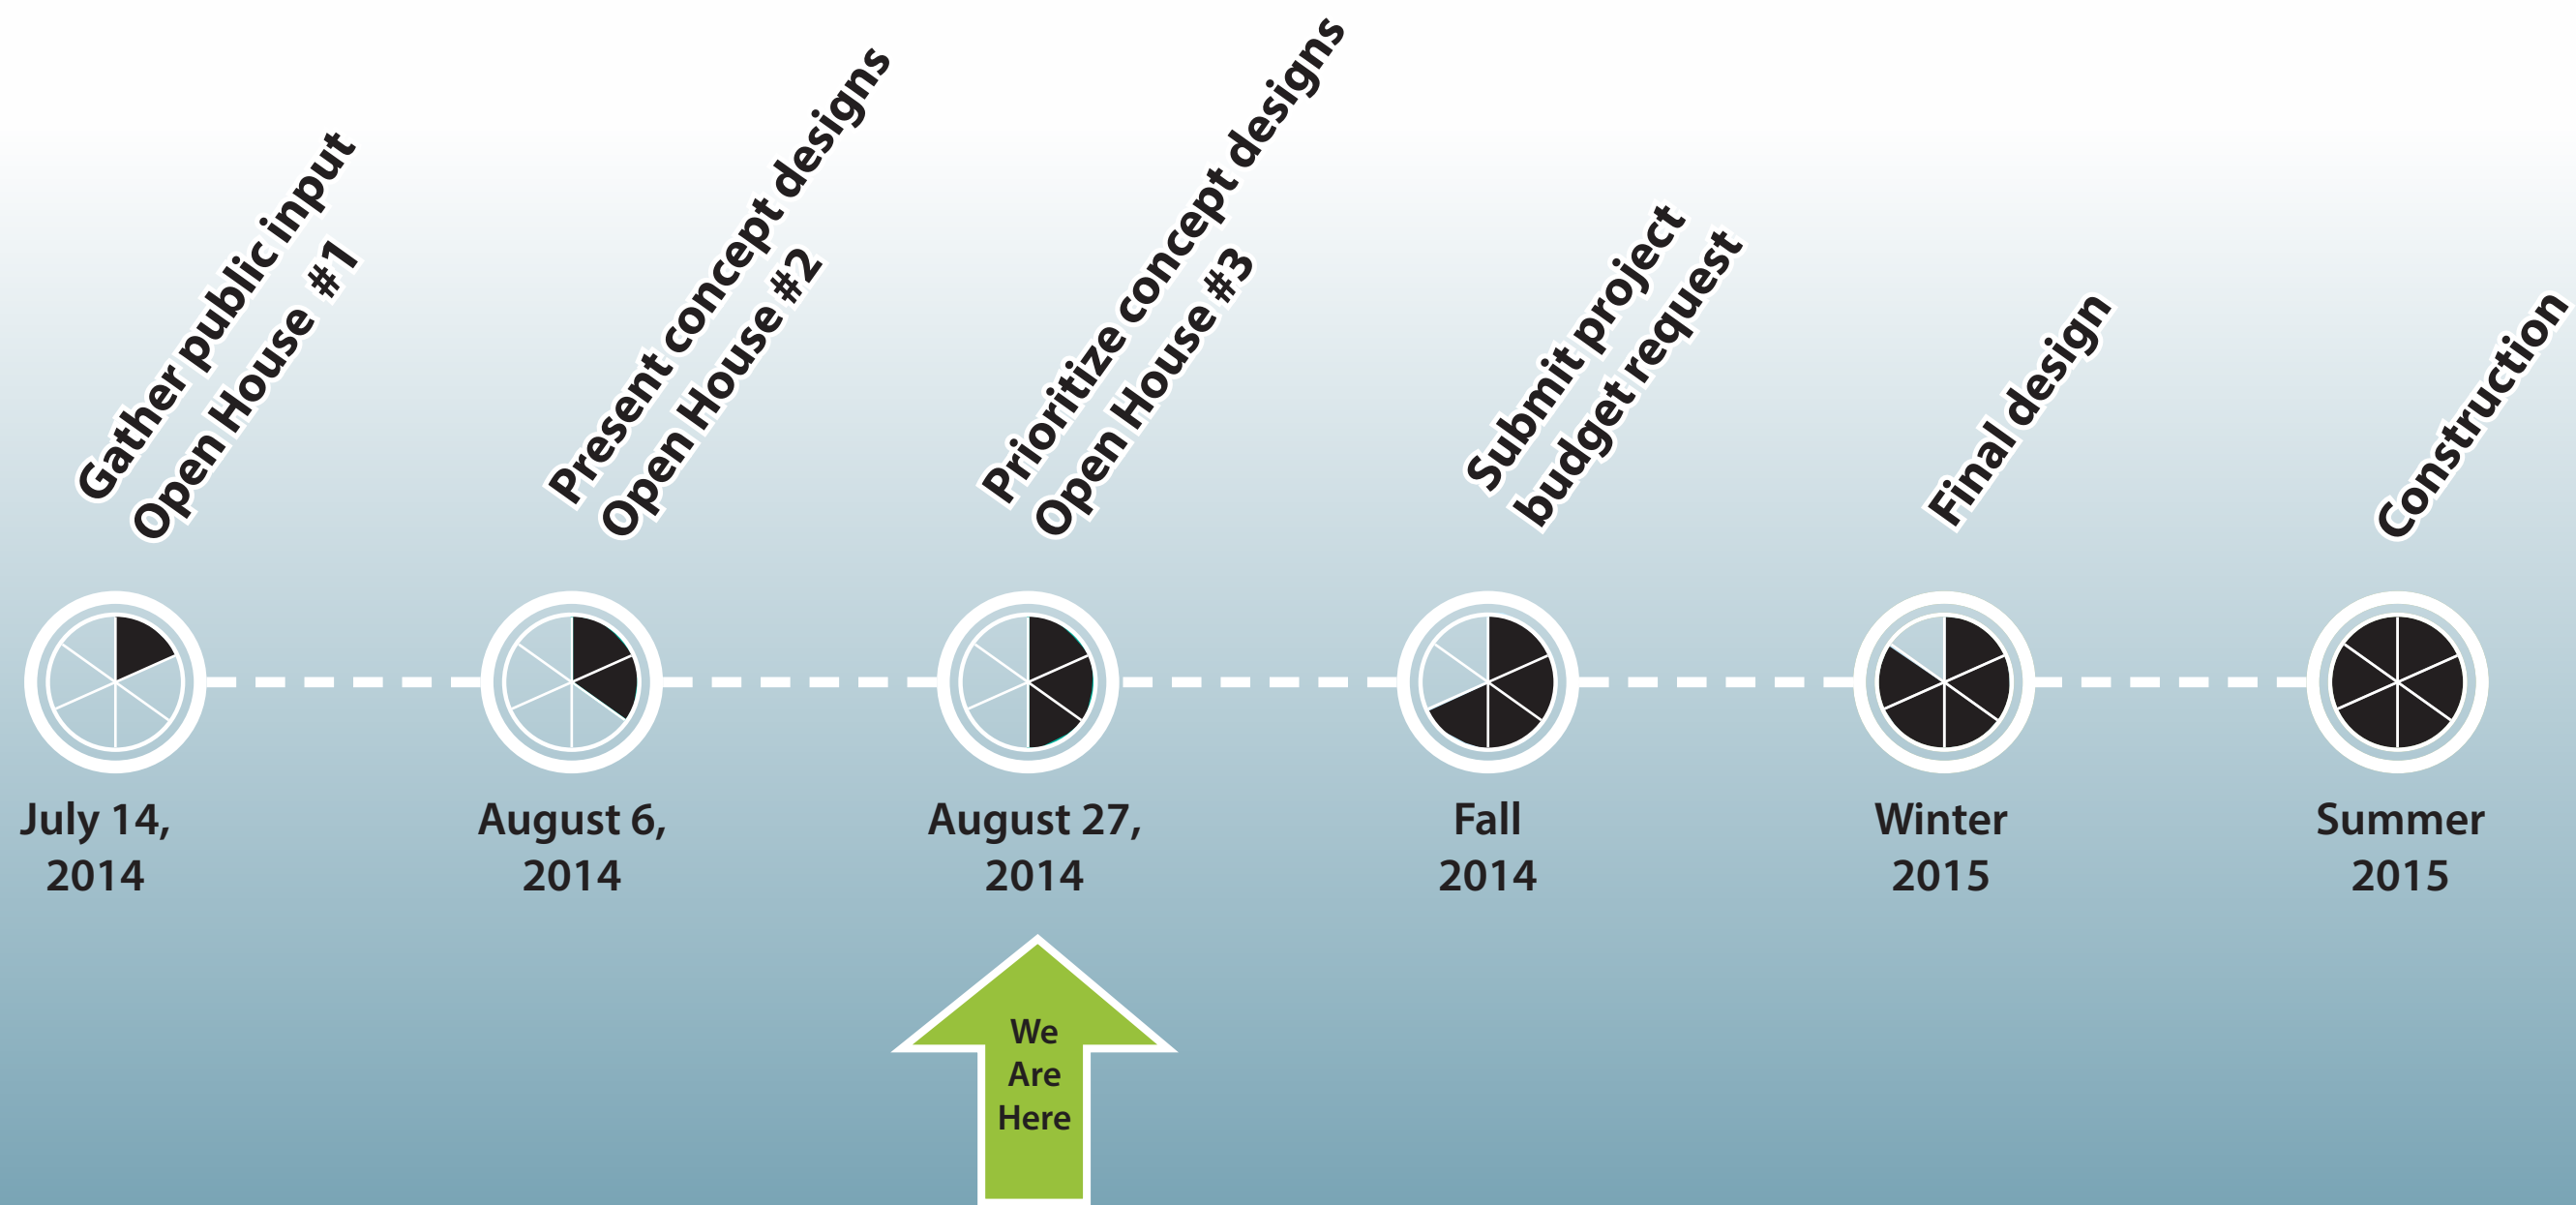 Gather public input
Open House #1
Present concept designs
Open House #2
Prioritize concept designs
Open House #3
Submit project
budget request
Final design
Construction
July 14,
2014
August 6,
2014
August 27,
2014
Fall
2014
Winter
2015
Summer
2015
We
Are
Here